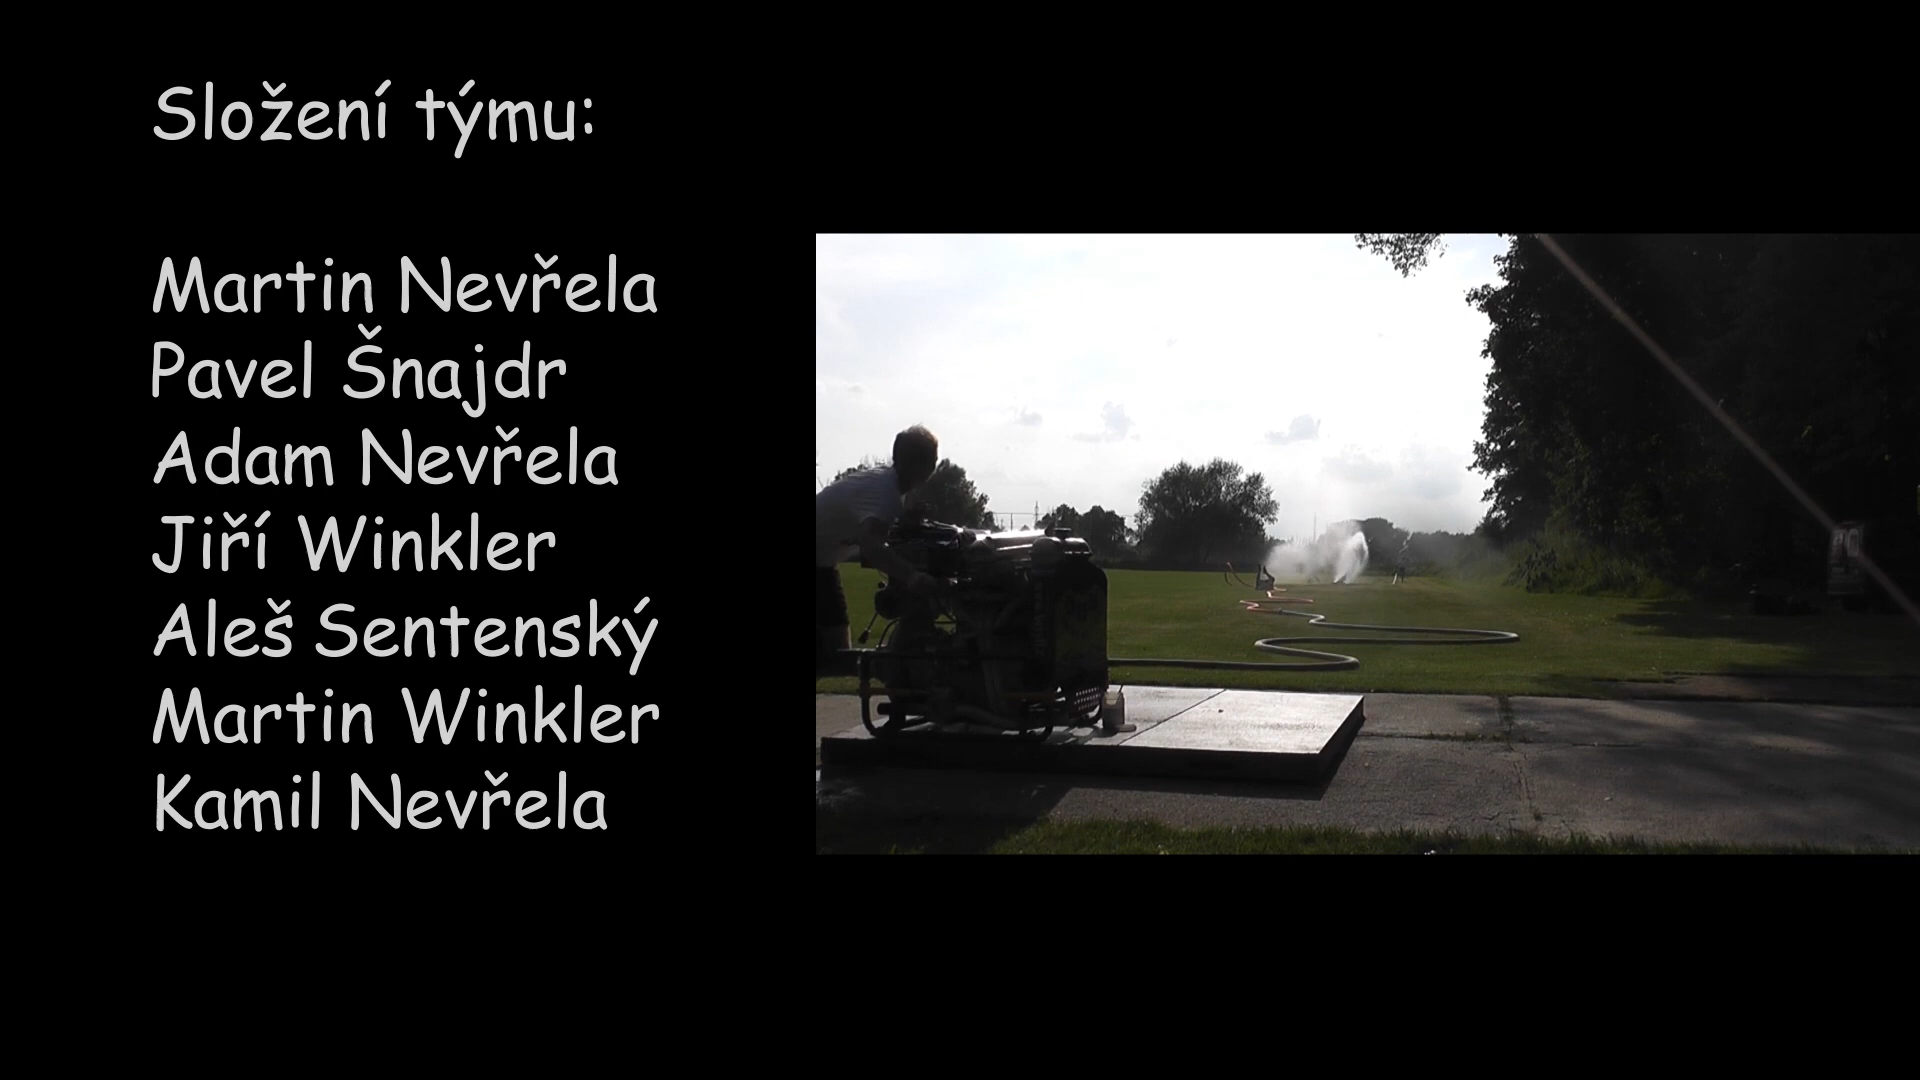 Složení týmu:
Martin Nevřela
Pavel Šnajdr
Adam Nevřela
Jiří Winkler
Aleš Sentenský
Martin Winkler
Kamil Nevřela